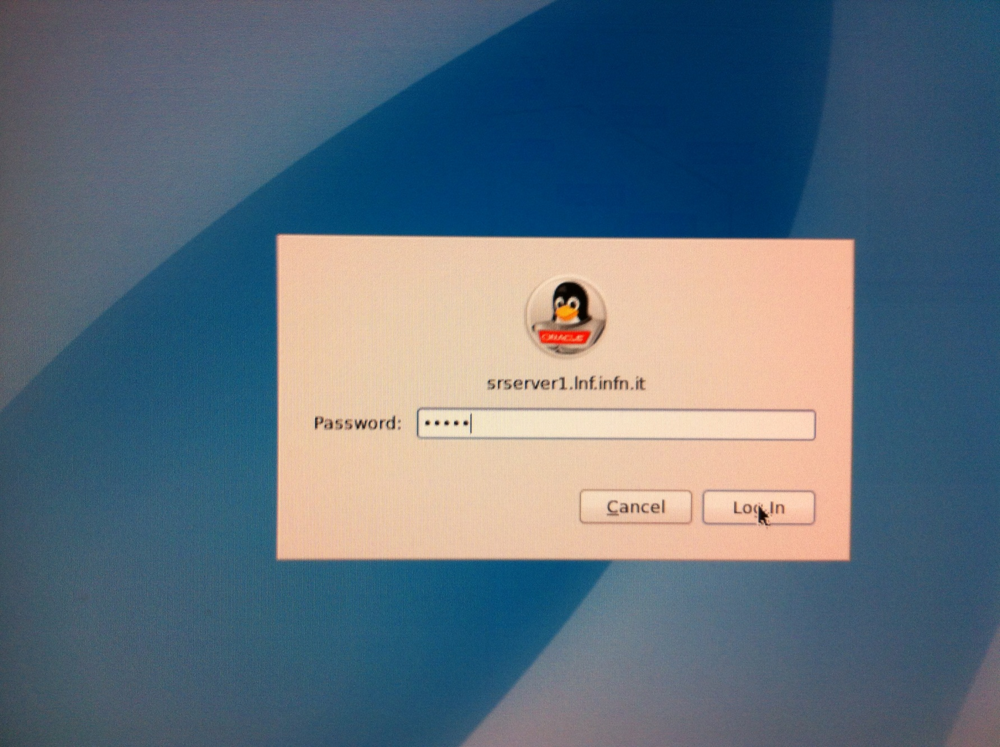 ORACLE
srserver1.lnf.infn.it
Password: •••••
Cancel
Log In